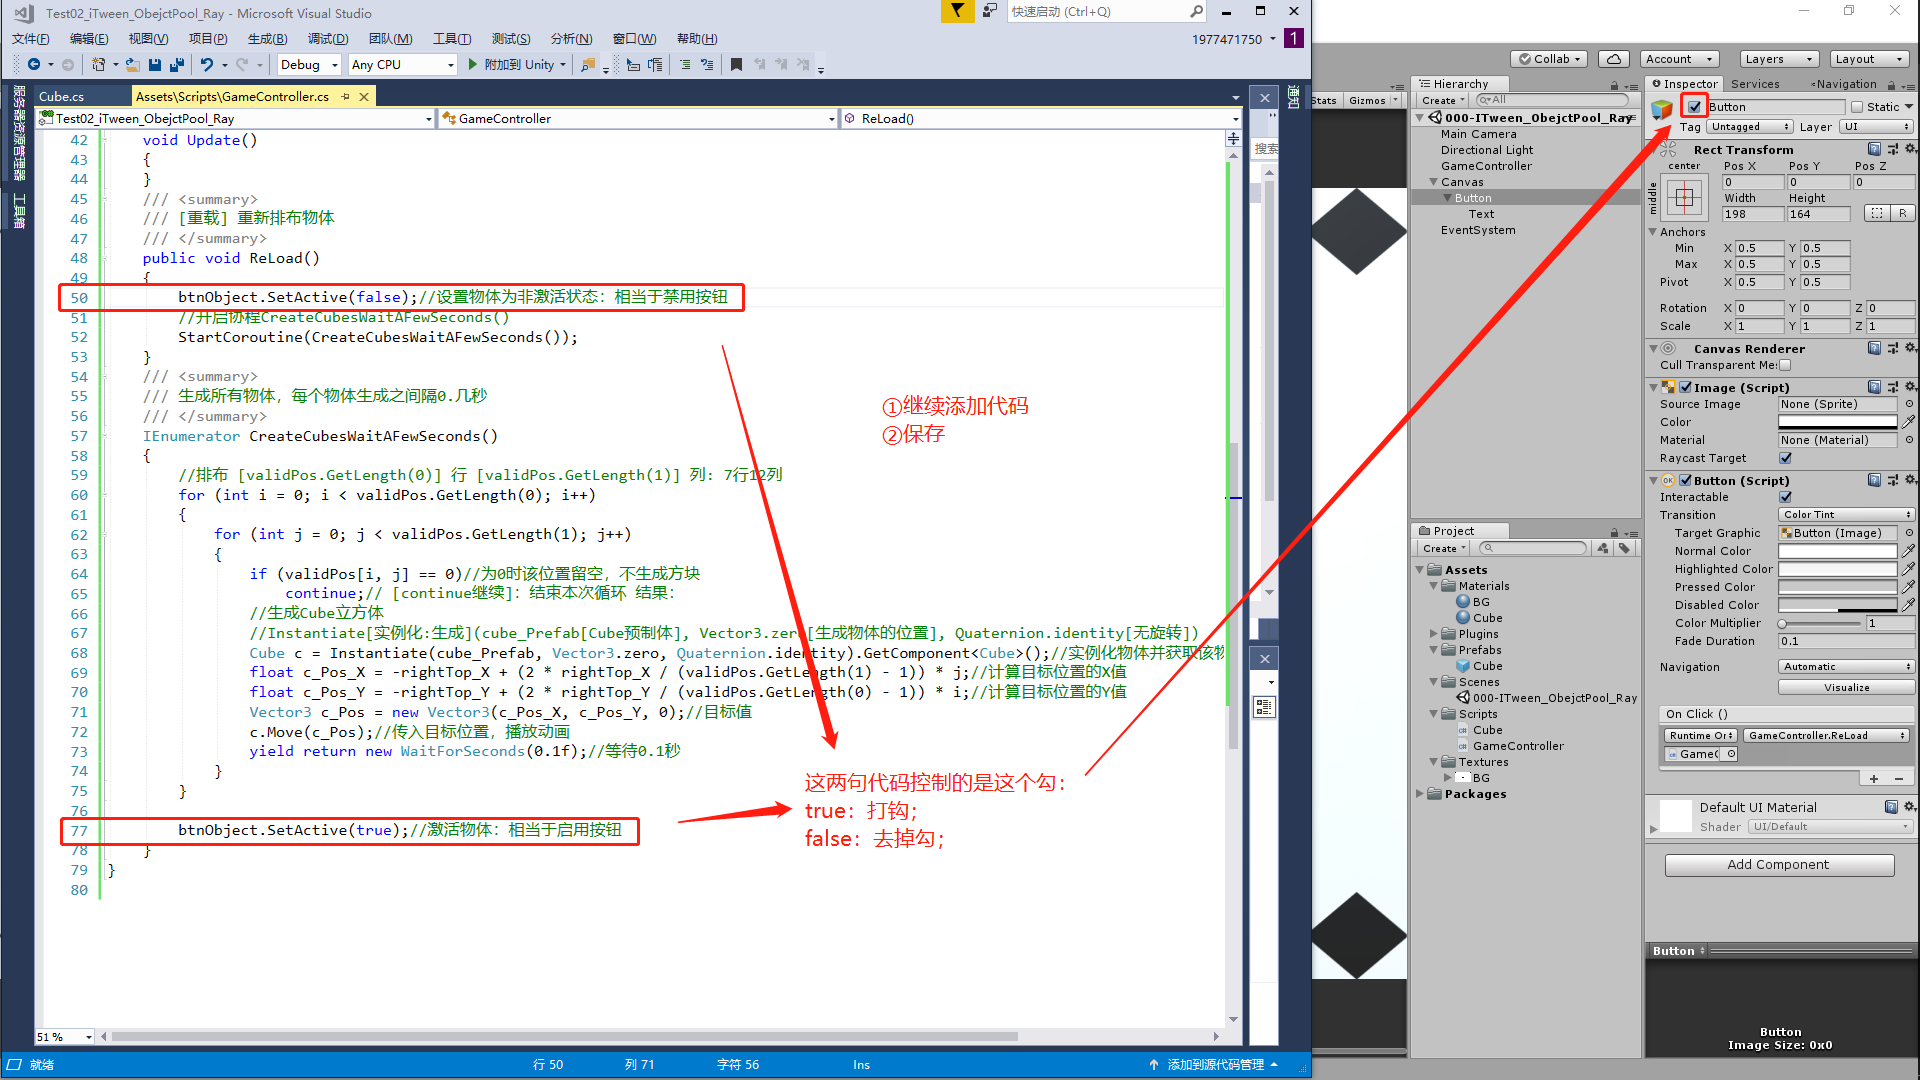 Test02_iTween_ObejctPool_Ray - Microsoft Visual Studio
快速启动 (Ctrl+Q)
文件(F) 编辑(E) 视图(V) 项目(P) 生成(B) 调试(D) 团队(M) 工具(T) 测试(S) 分析(N) 窗口(W) 帮助(H)
1977471750
1
Debug Any CPU 附加到 Unity
服务器资源管理器
工具箱
Cube.cs Assets\Scripts\GameController.cs
Test02_iTween_ObejctPool_Ray GameController ReLoad()
42 void Update()
43 {
44 }
45 /// <summary>
46 /// [重载] 重新排布物体
47 /// </summary>
48 public void ReLoad()
49 {
50 btnObject.SetActive(false);//设置物体为非激活状态: 相当于禁用按钮
51 //开启协程CreateCubesWaitAFewSeconds()
52 StartCoroutine(CreateCubesWaitAFewSeconds());
53 }
54 /// <summary>
55 /// 生成所有物体, 每个物体生成之间间隔0.几秒
56 /// </summary>
57 IEnumerator CreateCubesWaitAFewSeconds()
58 {
59 //排布 [validPos.GetLength(0)] 行 [validPos.GetLength(1)] 列: 7行12列
60 for (int i = 0; i < validPos.GetLength(0); i++)
61 {
62 for (int j = 0; j < validPos.GetLength(1); j++)
63 {
64 if (validPos[i, j] == 0)//为0时该位置留空, 不生成方块
65 continue;// [continue继续]: 结束本次循环 结果:
66 //生成Cube立方体
67 //Instantiate[实例化:生成](cube_Prefab[Cube预制体], Vector3.zero[生成物体的位置], Quaternion.identity[无旋转])
68 Cube c = Instantiate(cube_Prefab, Vector3.zero, Quaternion.identity).GetComponent<Cube>();//实例化物体并获取该物
69 float c_Pos_X = -rightTop_X + (2 * rightTop_X / (validPos.GetLength(1) - 1)) * j;//计算目标位置的X值
70 float c_Pos_Y = -rightTop_Y + (2 * rightTop_Y / (validPos.GetLength(0) - 1)) * i;//计算目标位置的Y值
71 Vector3 c_Pos = new Vector3(c_Pos_X, c_Pos_Y, 0);//目标值
72 c.Move(c_Pos);//传入目标位置, 播放动画
73 yield return new WaitForSeconds(0.1f);//等待0.1秒
74 }
75 }
76
77 btnObject.SetActive(true);//激活物体: 相当于启用按钮
78 }
79 }
80
①继续添加代码
②保存
这两句代码控制的是这个勾:
true: 打钩;
false: 去掉勾;
51 %
就绪 行 50 列 71 字符 56 Ins 添加到源代码管理
通知
搜索
Collab Account Layers Layout
Stats Gizmos
Hierarchy
Create All
000-ITween_ObejctPool_Ray
Main Camera
Directional Light
GameController
Canvas
Button
Text
EventSystem
Project
Create
Assets
Materials
BG
Cube
Plugins
Prefabs
Cube
Scenes
000-ITween_ObejctPool_Ray
Scripts
Cube
GameController
Textures
BG
Packages
Inspector Services Navigation
Button Static
Tag Untagged Layer UI
Rect Transform
center Pos X Pos Y Pos Z
middle
0 0 0
Width Height
198 164 R
Anchors
Min X 0.5 Y 0.5
Max X 0.5 Y 0.5
Pivot X 0.5 Y 0.5
Rotation X 0 Y 0 Z 0
Scale X 1 Y 1 Z 1
Canvas Renderer
Cull Transparent Me:
Image (Script)
Source Image None (Sprite)
Color
Material None (Material)
Raycast Target
OK Button (Script)
Interactable
Transition Color Tint
Target Graphic Button (Image)
Normal Color
Highlighted Color
Pressed Color
Disabled Color
Color Multiplier 1
Fade Duration 0.1
Navigation Automatic
Visualize
On Click ()
Runtime Or GameController.ReLoad
GameC
+ −
Default UI Material
Shader UI/Default
Add Component
Button
Button
Image Size: 0x0